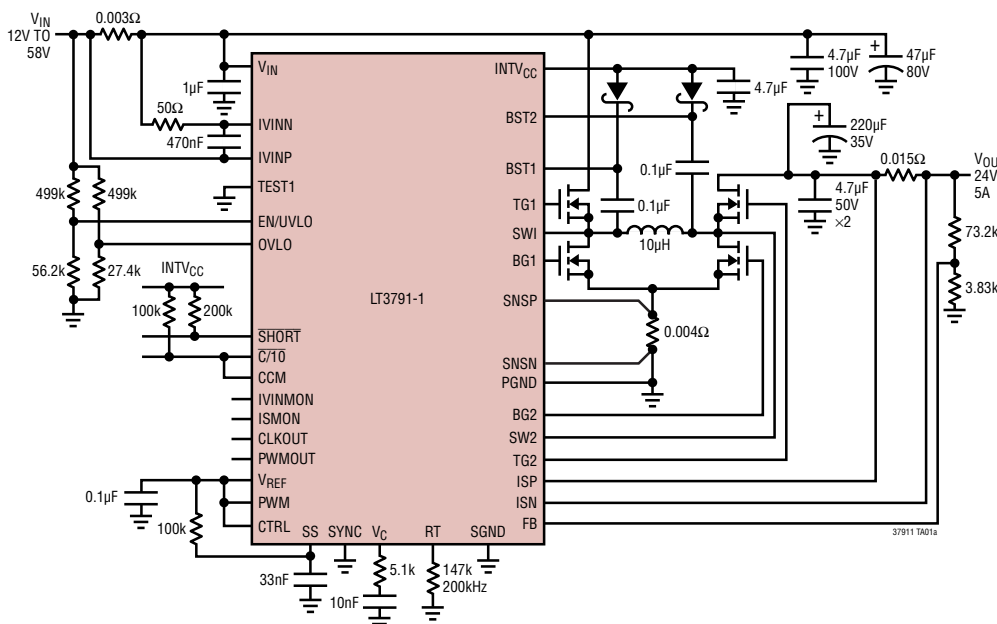 VIN
12V TO
58V
0.003Ω
VIN
1µF
50Ω
IVINN
470nF
IVINP
TEST1
499k
499k
EN/UVLO
OVLO
56.2k
27.4k
INTVCC
100k
200k
SHORT
C/10
CCM
IVINMON
ISMON
CLKOUT
PWMOUT
VREF
PWM
CTRL
0.1µF
100k
SS
SYNC
VC
RT
SGND
33nF
5.1k
10nF
147k
200kHz
LT3791-1
INTVCC
BST2
BST1
TG1
SWI
BG1
SNSP
SNSN
PGND
BG2
SW2
TG2
ISP
ISN
FB
4.7µF
0.1µF
0.1µF
10µH
0.004Ω
4.7µF
100V
47µF
80V
+
220µF
35V
+
0.015Ω
4.7µF
50V
×2
VOU
24V
5A
73.2k
3.83k
37911 TA01a